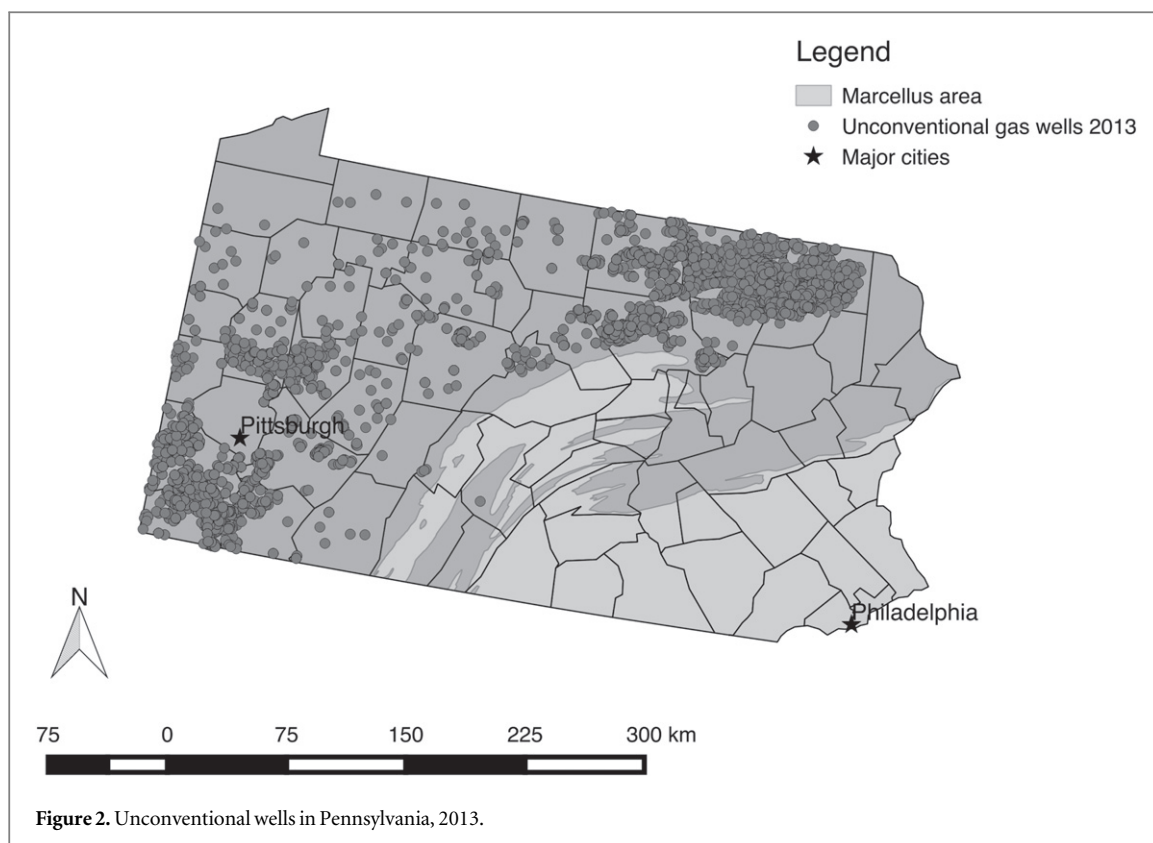 Legend
Marcellus area
Unconventional gas wells 2013
Major cities
Pittsburgh
Philadelphia
N
75 0 75 150 225 300 km
Figure 2. Unconventional wells in Pennsylvania, 2013.